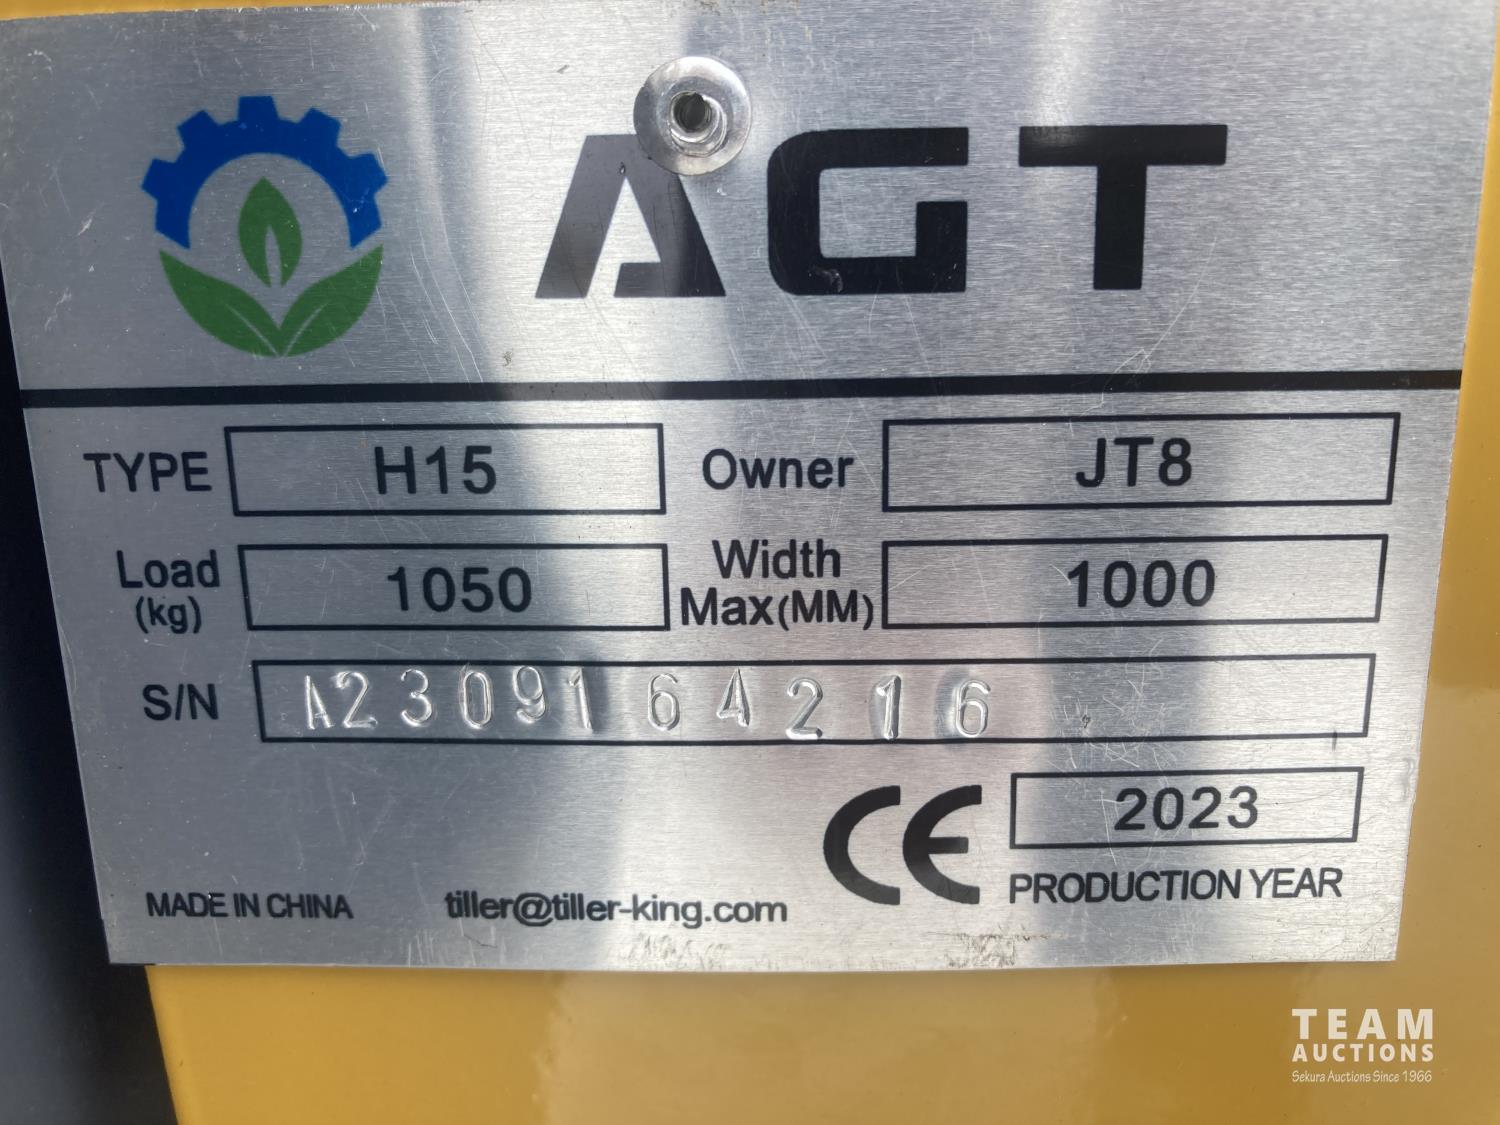 AGT
TYPE H15 Owner JT8
Load (kg) 1050 Width Max(MM) 1000
S/N A2309164216
CE 2023
PRODUCTION YEAR
MADE IN CHINA tiller@tiller-king.com
TEAM
AUCTIONS
Sekura Auctions Since 1966